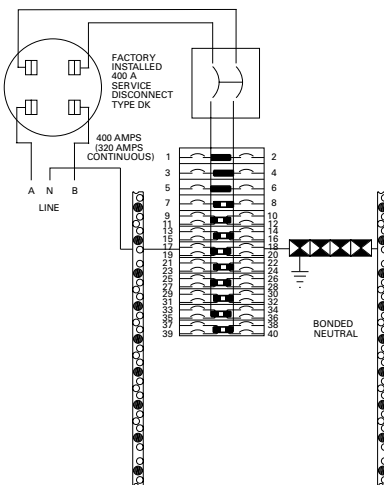 FACTORY
INSTALLED
400 A
SERVICE
DISCONNECT
TYPE DK
400 AMPS
(320 AMPS
CONTINUOUS)
A N B
LINE
1 2
3 4
5 6
7 8
9 10
11 12
13 14
15 16
17 18
19 20
21 22
23 24
25 26
27 28
29 30
31 32
33 34
35 36
37 38
39 40
BONDED
NEUTRAL